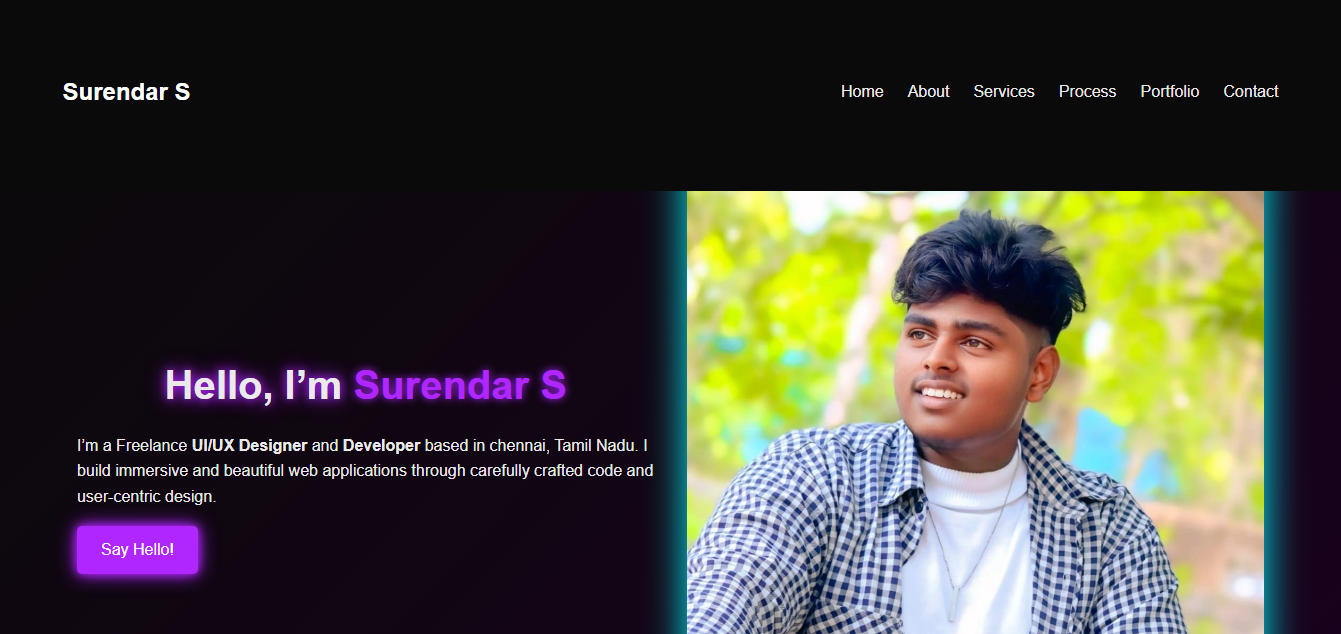 Surendar S
Home About Services Process Portfolio Contact
Hello, I’m Surendar S
I’m a Freelance UI/UX Designer and Developer based in chennai, Tamil Nadu. I
build immersive and beautiful web applications through carefully crafted code and
user-centric design.
Say Hello!